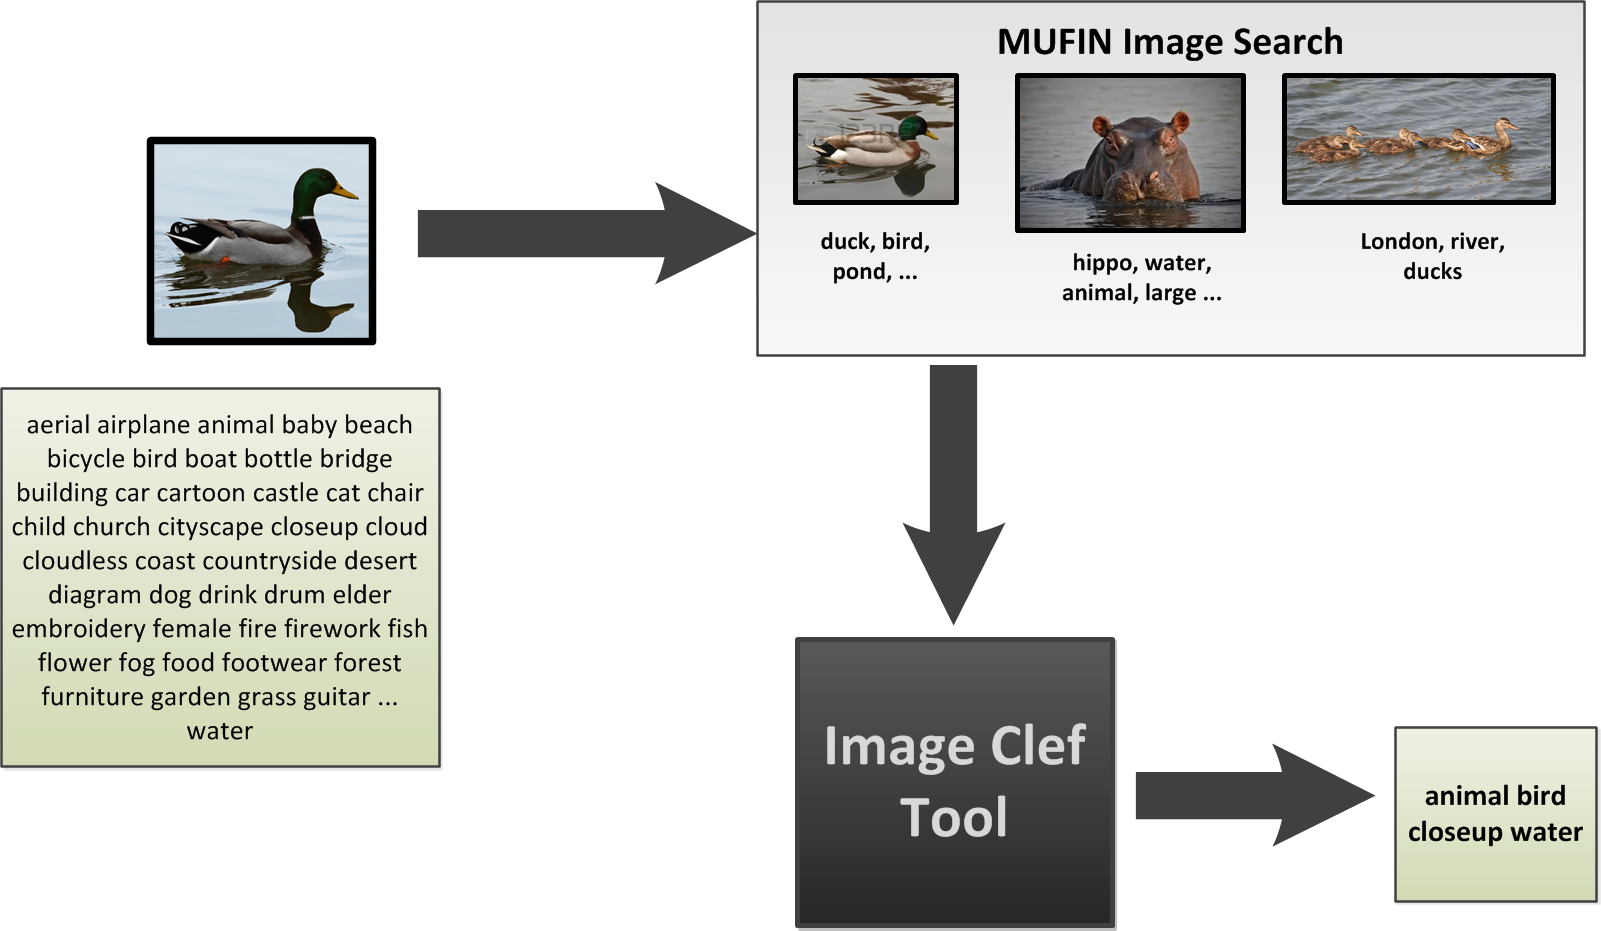 MUFIN Image Search
duck, bird,
pond, ...
hippo, water,
animal, large ...
London, river,
ducks
aerial airplane animal baby beach
bicycle bird boat bottle bridge
building car cartoon castle cat chair
child church cityscape closeup cloud
cloudless coast countryside desert
diagram dog drink drum elder
embroidery female fire firework fish
flower fog food footwear forest
furniture garden grass guitar ...
water
Image Clef
Tool
animal bird
closeup water